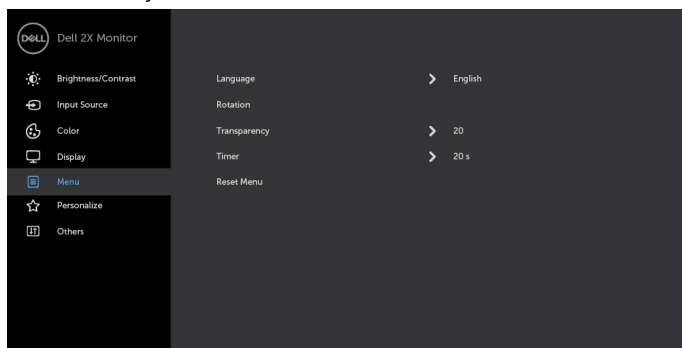 DELL Dell 2X Monitor
Brightness/Contrast
Input Source
Color
Display
Menu
Personalize
Others
Language English
Rotation
Transparency 20
Timer 20 s
Reset Menu